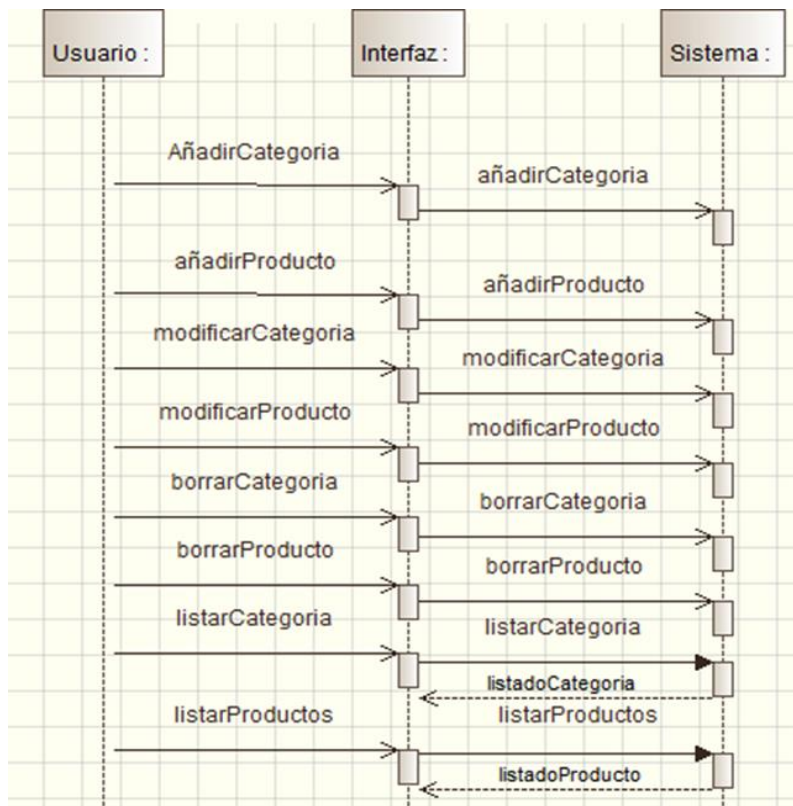 Usuario :
Interfaz :
Sistema :
AñadirCategoria
añadirCategoria
añadirProducto
añadirProducto
modificarCategoria
modificarCategoria
modificarProducto
modificarProducto
borrarCategoria
borrarCategoria
borrarProducto
borrarProducto
listarCategoria
listarCategoria
listadoCategoria
listarProductos
listarProductos
listadoProducto